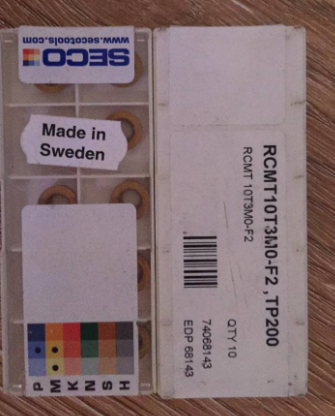 SECO
www.secotools.com
Made in
Sweden
P
M
K
N
S
H
RCMT10T3M0-F2 , TP200
RCMT 10T3M0-F2
QTY 10
74068143
EDP 68143